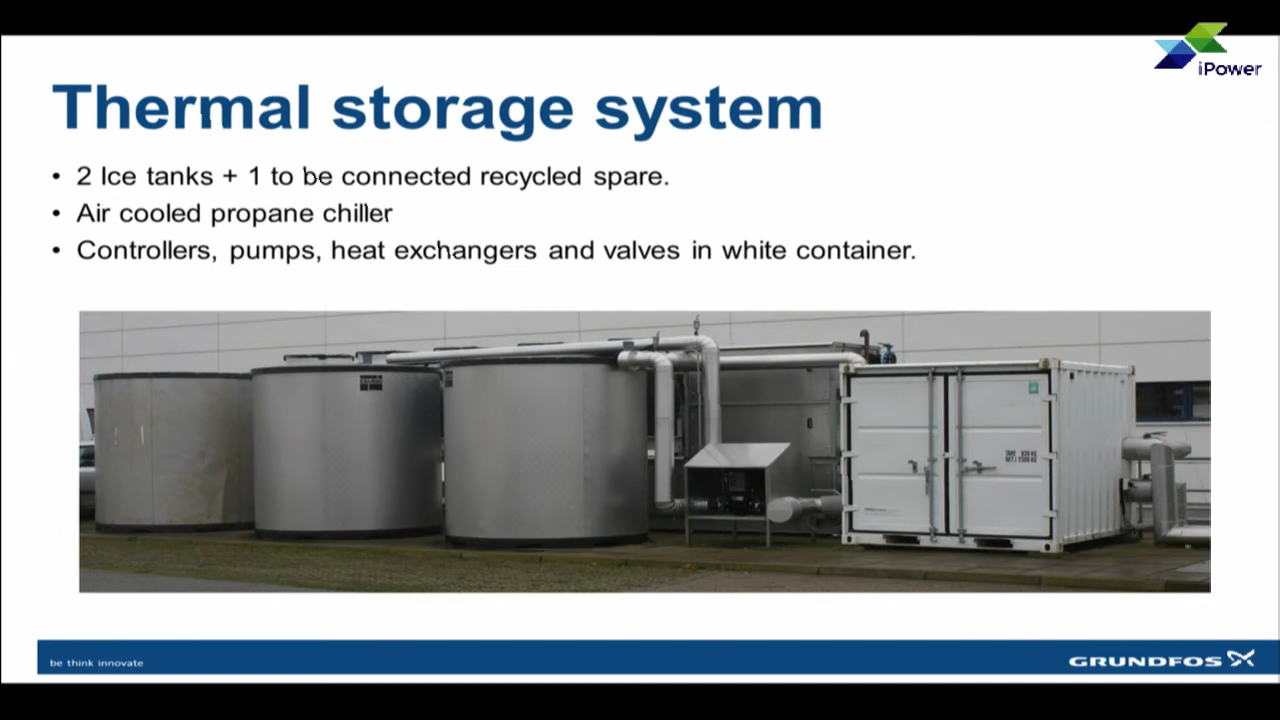 iPower
Thermal storage system
• 2 Ice tanks + 1 to be connected recycled spare.
• Air cooled propane chiller
• Controllers, pumps, heat exchangers and valves in white container.
be think innovate
GRUNDFOS